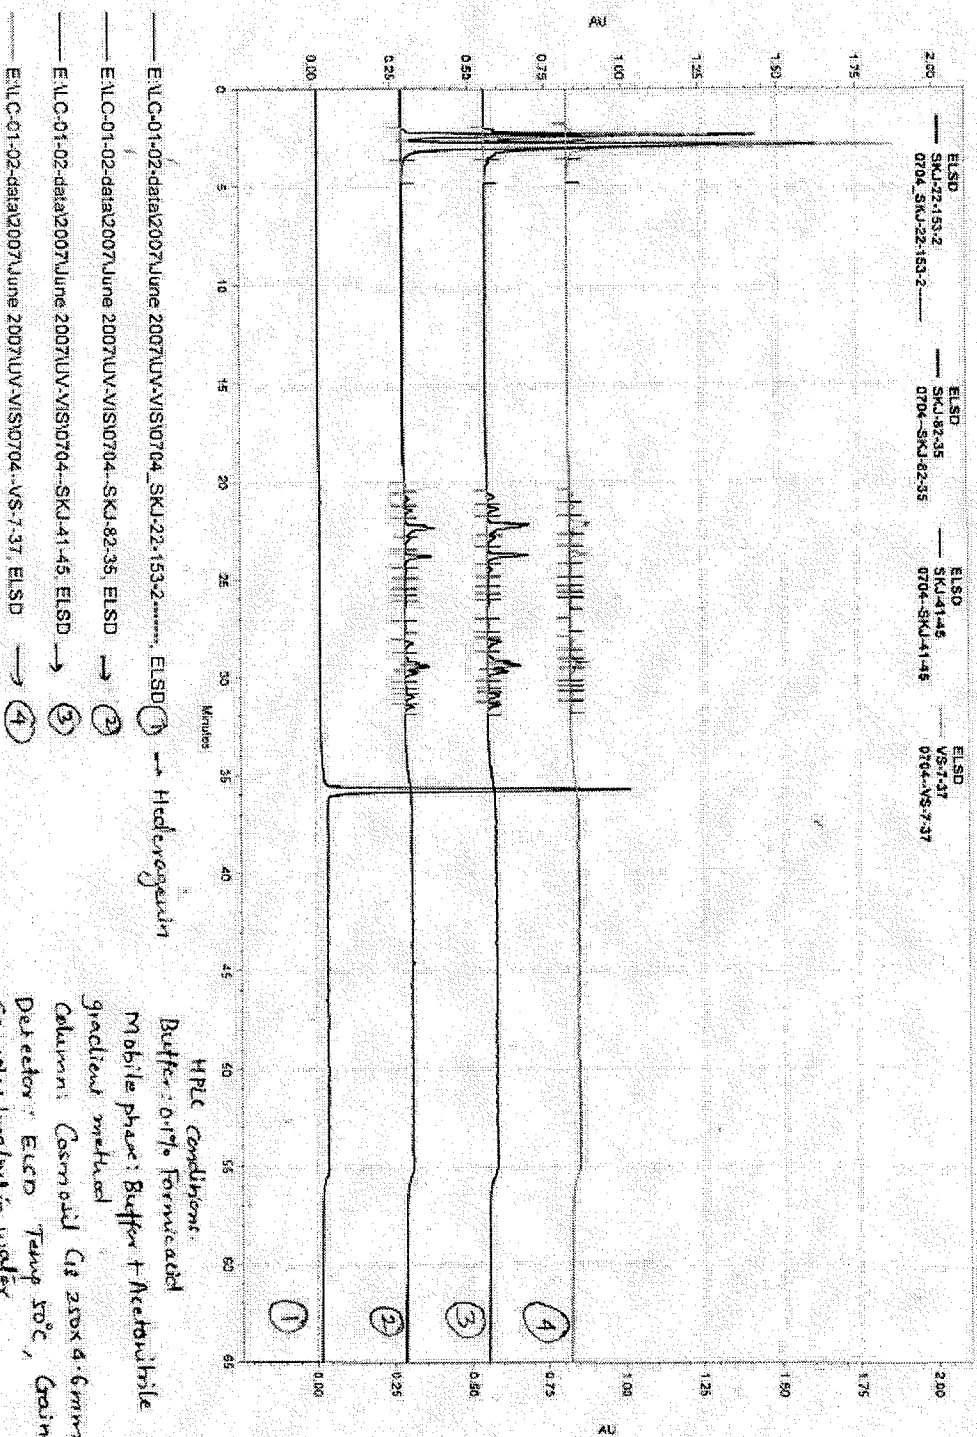 ELSD
SKJ-22-153-2
0704_SKJ-22-153-2------
ELSD
SKJ-82-35
0704--SKJ-82-35
ELSD
SKJ-41-45
0704--SKJ-41-45
ELSD
VS-7-37
0704--VS-7-37
AU
2.00
1.75
1.50
1.25
1.00
0.75
0.50
0.25
0.00
0 5 10 15 20 25 30 35 40 45 50 55 60 65
Minutes
2.00
1.75
1.50
1.25
1.00
0.75
0.50
0.25
0.00
AU
4
3
2
1
E:\LC-01-02-data\2007\June 2007\UV-VIS\0704_SKJ-22-153-2------, ELSD 1 → Hederagenin
E:\LC-01-02-data\2007\June 2007\UV-VIS\0704--SKJ-82-35, ELSD → 2
E:\LC-01-02-data\2007\June 2007\UV-VIS\0704--SKJ-41-45, ELSD → 3
E:\LC-01-02-data\2007\June 2007\UV-VIS\0704--VS-7-37, ELSD → 4
HPLC conditions:
Buffer: 0.1% Formic acid
Mobile phase: Buffer + Acetonitrile
gradient method
Column: Cosmosil C18 250x4.6mm
Detector: ELSD Temp 50°C, Gain
in water